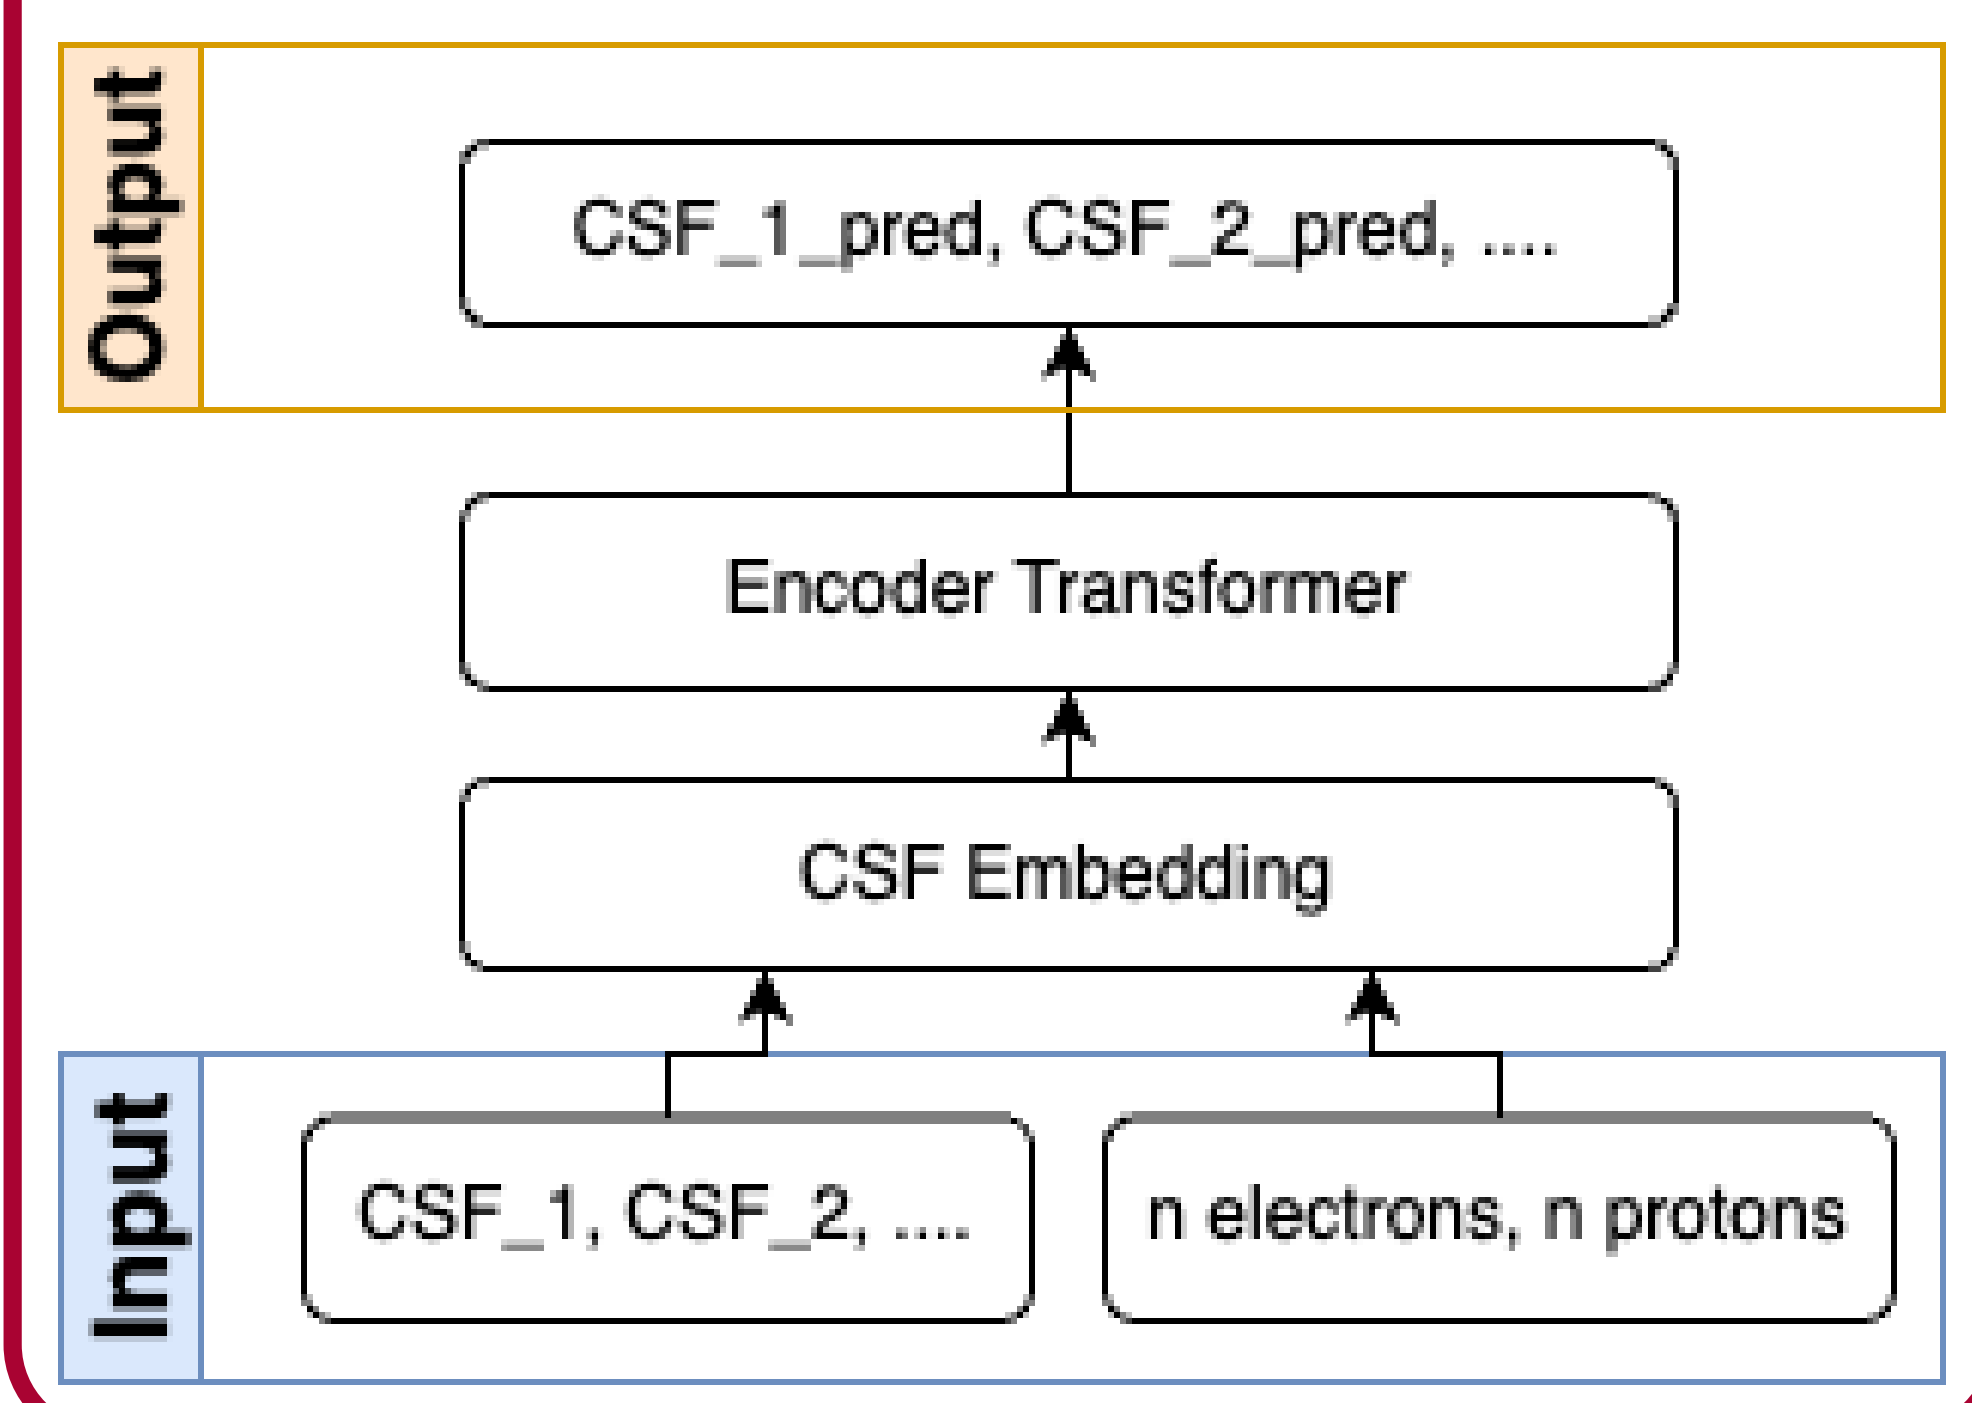 Output
CSF_1_pred, CSF_2_pred, ....
Encoder Transformer
CSF Embedding
Input
CSF_1, CSF_2, ....
n electrons, n protons